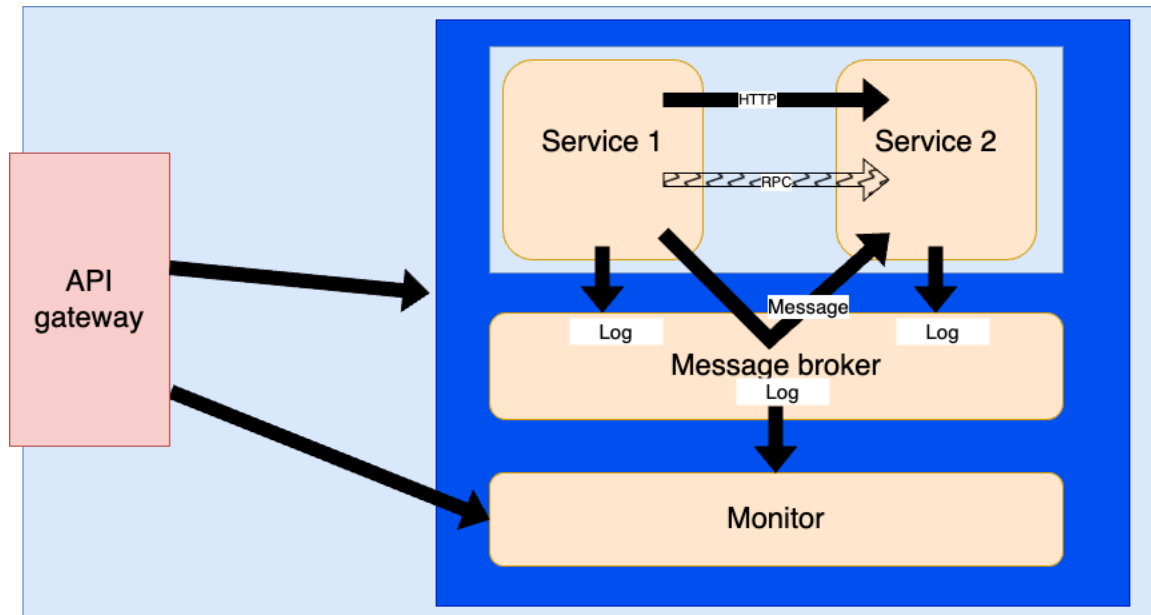 HTTP
Service 1
Service 2
RPC
API
gateway
Message
Log
Log
Message broker
Log
Monitor